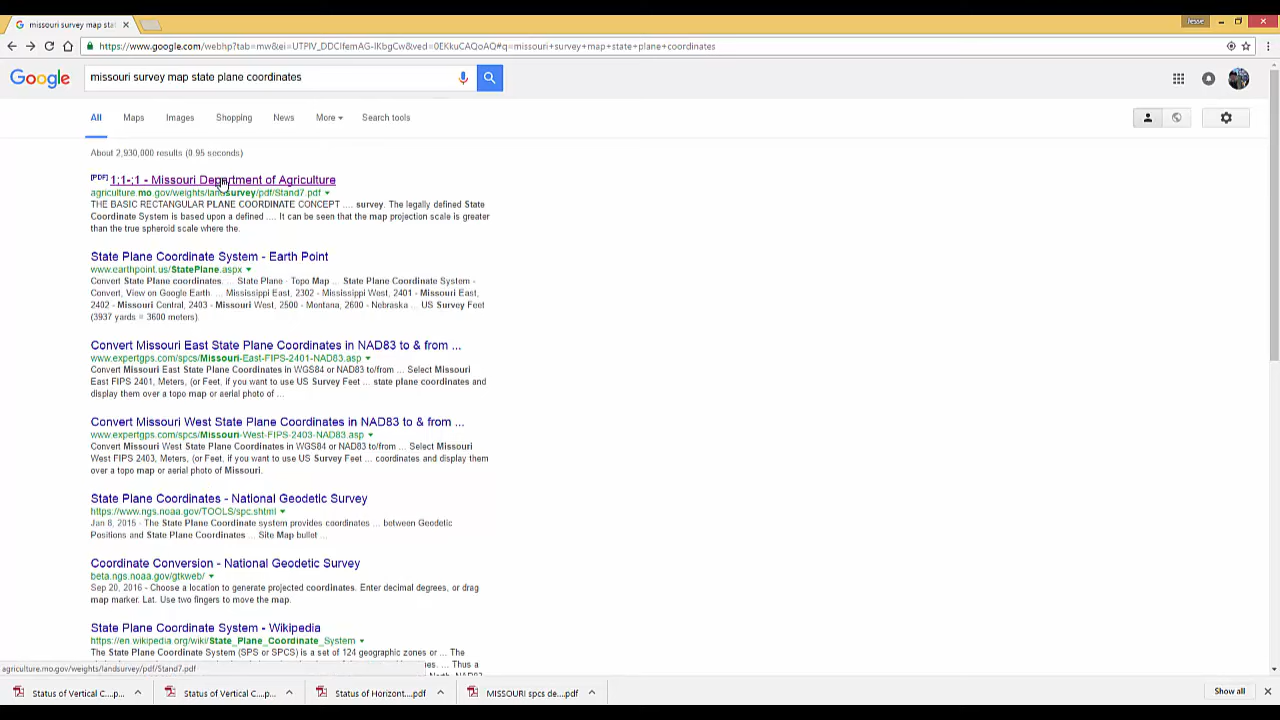 missouri survey map stat
Jesse
https://www.google.com/webhp?tab=mw&ei=UTPIV_DDCIfemAG-IKbgCw&ved=0EKkuCAQoAQ#q=missouri+survey+map+state+plane+coordinates
Google
missouri survey map state plane coordinates
All Maps Images Shopping News More Search tools
About 2,930,000 results (0.95 seconds)
[PDF] 1;1-;1 - Missouri Department of Agriculture
agriculture.mo.gov/weights/landsurvey/pdf/Stand7.pdf
THE BASIC RECTANGULAR PLANE COORDINATE CONCEPT .... survey. The legally defined State
Coordinate System is based upon a defined .... It can be seen that the map projection scale is greater
than the true spheroid scale where the.
State Plane Coordinate System - Earth Point
www.earthpoint.us/StatePlane.aspx
Convert State Plane coordinates. ... State Plane - Topo Map ... State Plane Coordinate System -
Convert, View on Google Earth. ... Mississippi East, 2302 - Mississippi West, 2401 - Missouri East,
2402 - Missouri Central, 2403 - Missouri West, 2500 - Montana, 2600 - Nebraska ... US Survey Feet
(3937 yards = 3600 meters).
Convert Missouri East State Plane Coordinates in NAD83 to & from ...
www.expertgps.com/spcs/Missouri-East-FIPS-2401-NAD83.asp
Convert Missouri East State Plane Coordinates in WGS84 or NAD83 to/from ... Select Missouri
East FIPS 2401, Meters, (or Feet, if you want to use US Survey Feet ... state plane coordinates and
display them over a topo map or aerial photo of ...
Convert Missouri West State Plane Coordinates in NAD83 to & from ...
www.expertgps.com/spcs/Missouri-West-FIPS-2403-NAD83.asp
Convert Missouri West State Plane Coordinates in WGS84 or NAD83 to/from ... Select Missouri
West FIPS 2403, Meters, (or Feet, if you want to use US Survey Feet ... coordinates and display them
over a topo map or aerial photo of Missouri.
State Plane Coordinates - National Geodetic Survey
https://www.ngs.noaa.gov/TOOLS/spc.shtml
Jan 8, 2015 - The State Plane Coordinate system provides coordinates ... between Geodetic
Positions and State Plane Coordinates ... Site Map bullet ...
Coordinate Conversion - National Geodetic Survey
beta.ngs.noaa.gov/gtkweb/
Sep 20, 2016 - Choose a location to generate projected coordinates. Enter decimal degrees, or drag
map marker. Lat. Use two fingers to move the map.
State Plane Coordinate System - Wikipedia
https://en.wikipedia.org/wiki/State_Plane_Coordinate_System
The State Plane Coordinate System (SPS or SPCS) is a set of 124 geographic zones or ... The
mes. ... Thus a
agriculture.mo.gov/weights/landsurvey/pdf/Stand7.pdf
Status of Vertical C....p...
Status of Vertical C....p...
Status of Horizont....pdf
MISSOURI spcs de...pdf
Show all